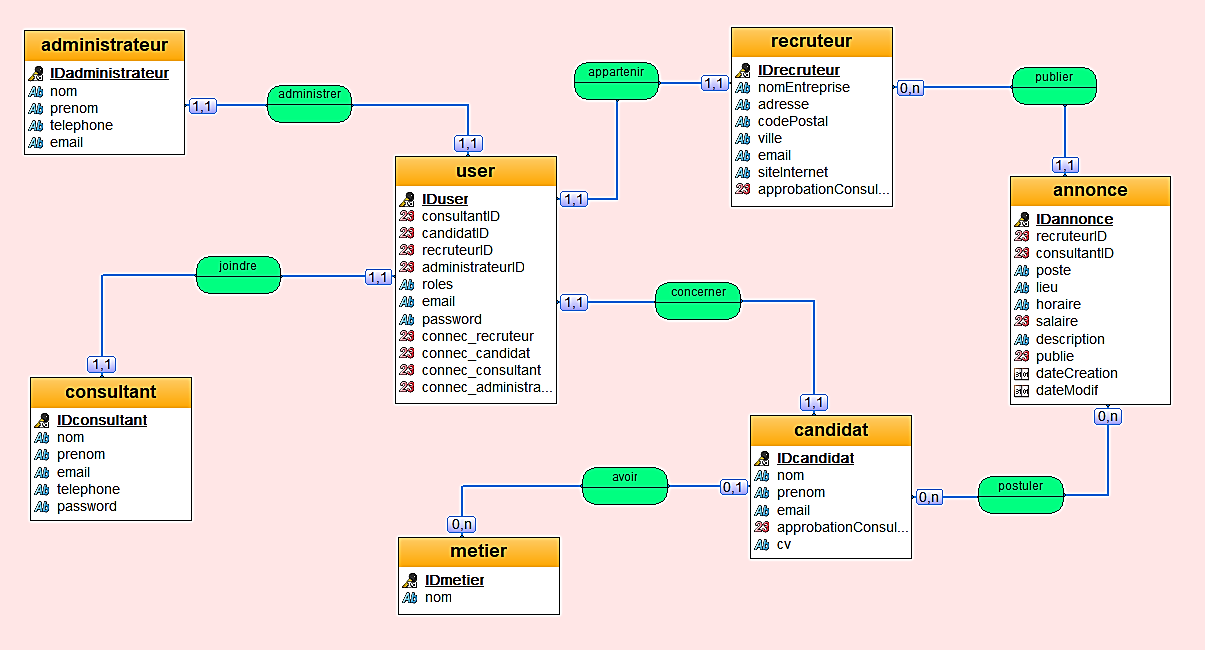 administrateur
IDadministrateur
nom
prenom
telephone
email
1,1
administrer
1,1
appartenir
1,1
recruteur
IDrecruteur
nomEntreprise
adresse
codePostal
ville
email
siteInternet
approbationConsul...
0,n
publier
1,1
user
IDuser
consultantID
candidatID
recruteurID
administrateurID
roles
email
password
connec_recruteur
connec_candidat
connec_consultant
connec_administra...
1,1
annonce
IDannonce
recruteurID
consultantID
poste
lieu
horaire
salaire
description
publie
dateCreation
dateModif
0,n
joindre
1,1
1,1
1,1
concerner
1,1
consultant
IDconsultant
nom
prenom
email
telephone
password
candidat
IDcandidat
nom
prenom
email
approbationConsul...
cv
avoir
0,1
0,n
0,n
postuler
metier
IDmetier
nom